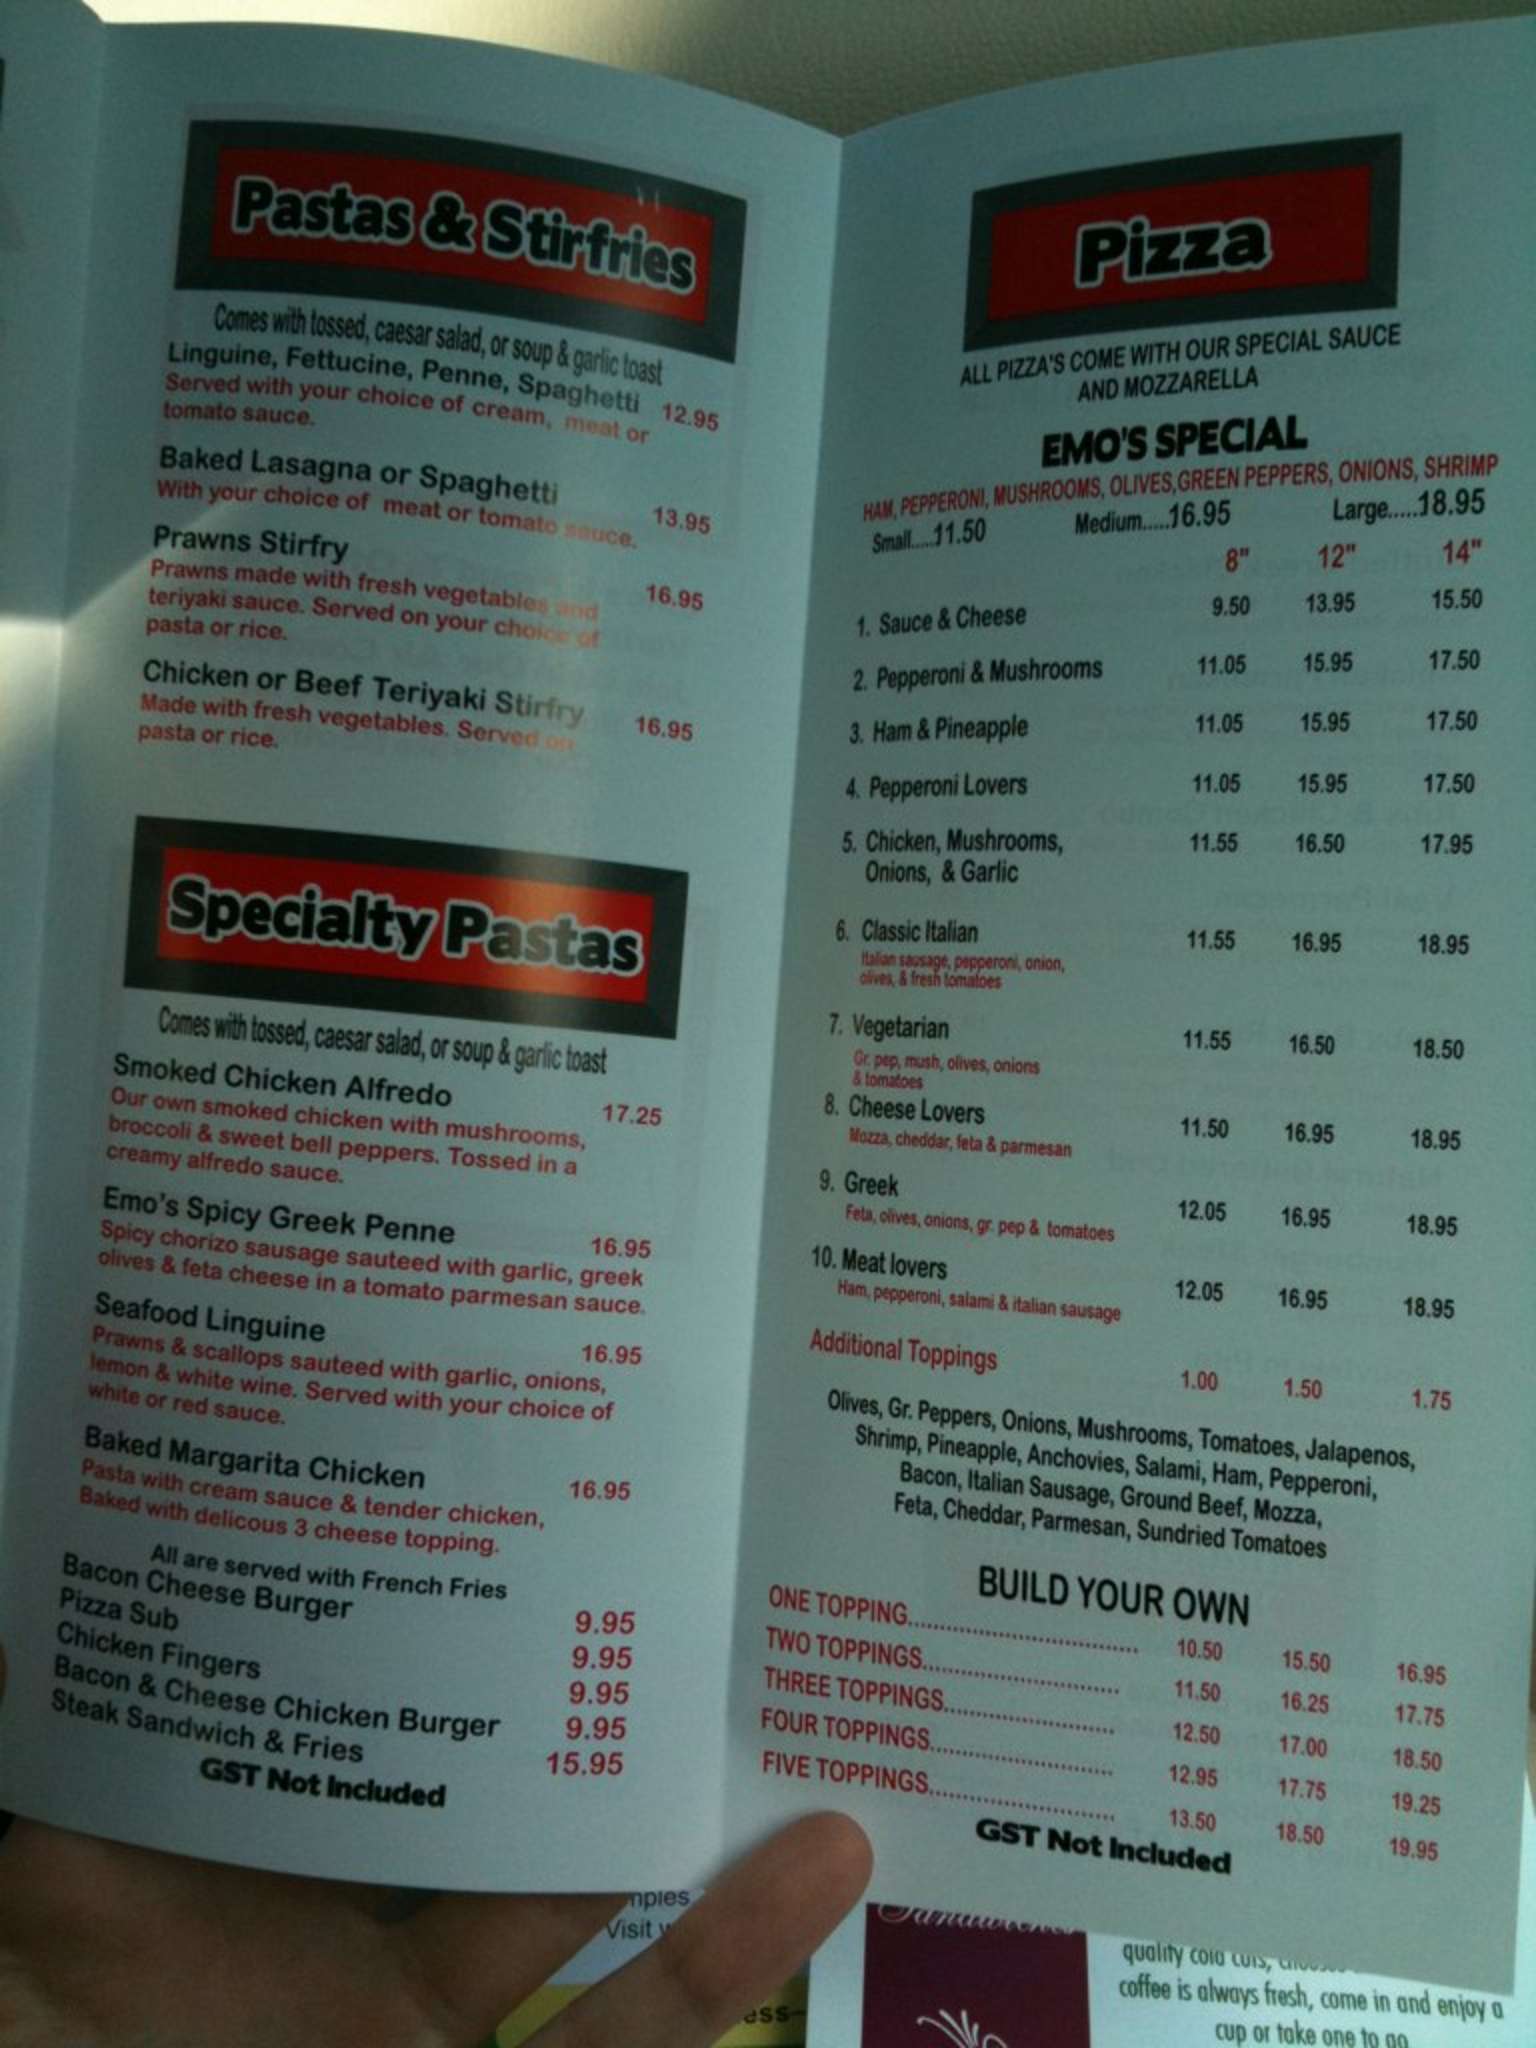 Pastas & Stirfries
Comes with tossed, caesar salad, or soup & garlic toast
Linguine, Fettucine, Penne, Spaghetti 12.95
Served with your choice of cream, meat or
tomato sauce.
Baked Lasagna or Spaghetti 13.95
With your choice of meat or tomato sauce.
Prawns Stirfry 16.95
Prawns made with fresh vegetables and
teriyaki sauce. Served on your choice of
pasta or rice.
Chicken or Beef Teriyaki Stirfry 16.95
Made with fresh vegetables. Served on
pasta or rice.
Specialty Pastas
Comes with tossed, caesar salad, or soup & garlic toast
Smoked Chicken Alfredo 17.25
Our own smoked chicken with mushrooms,
broccoli & sweet bell peppers. Tossed in a
creamy alfredo sauce.
Emo's Spicy Greek Penne 16.95
Spicy chorizo sausage sauteed with garlic, greek
olives & feta cheese in a tomato parmesan sauce.
Seafood Linguine 16.95
Prawns & scallops sauteed with garlic, onions,
lemon & white wine. Served with your choice of
white or red sauce.
Baked Margarita Chicken 16.95
Pasta with cream sauce & tender chicken,
Baked with delicous 3 cheese topping.
All are served with French Fries
Bacon Cheese Burger 9.95
Pizza Sub 9.95
Chicken Fingers 9.95
Bacon & Cheese Chicken Burger 9.95
Steak Sandwich & Fries 15.95
GST Not Included
Pizza
ALL PIZZA'S COME WITH OUR SPECIAL SAUCE
AND MOZZARELLA
EMO'S SPECIAL
HAM, PEPPERONI, MUSHROOMS, OLIVES,GREEN PEPPERS, ONIONS, SHRIMP
Small.....11.50 Medium.....16.95 Large.....18.95
8" 12" 14"
1. Sauce & Cheese 9.50 13.95 15.50
2. Pepperoni & Mushrooms 11.05 15.95 17.50
3. Ham & Pineapple 11.05 15.95 17.50
4. Pepperoni Lovers 11.05 15.95 17.50
5. Chicken, Mushrooms, 11.55 16.50 17.95
Onions, & Garlic
6. Classic Italian 11.55 16.95 18.95
Italian sausage, pepperoni, onion,
olives, & fresh tomatoes
7. Vegetarian 11.55 16.50 18.50
Gr. pep, mush, olives, onions
& tomatoes
8. Cheese Lovers 11.50 16.95 18.95
Mozza, cheddar, feta & parmesan
9. Greek 12.05 16.95 18.95
Feta, olives, onions, gr. pep & tomatoes
10. Meat lovers 12.05 16.95 18.95
Ham, pepperoni, salami & italian sausage
Additional Toppings 1.00 1.50 1.75
Olives, Gr. Peppers, Onions, Mushrooms, Tomatoes, Jalapenos,
Shrimp, Pineapple, Anchovies, Salami, Ham, Pepperoni,
Bacon, Italian Sausage, Ground Beef, Mozza,
Feta, Cheddar, Parmesan, Sundried Tomatoes
BUILD YOUR OWN
ONE TOPPING.................................. 10.50 15.50 16.95
TWO TOPPINGS............................. 11.50 16.25 17.75
THREE TOPPINGS......................... 12.50 17.00 18.50
FOUR TOPPINGS........................... 12.95 17.75 19.25
FIVE TOPPINGS........................... 13.50 18.50 19.95
GST Not Included
Visit
quality cold cuts,
coffee is always fresh, come in and enjoy a
cup or take one to go